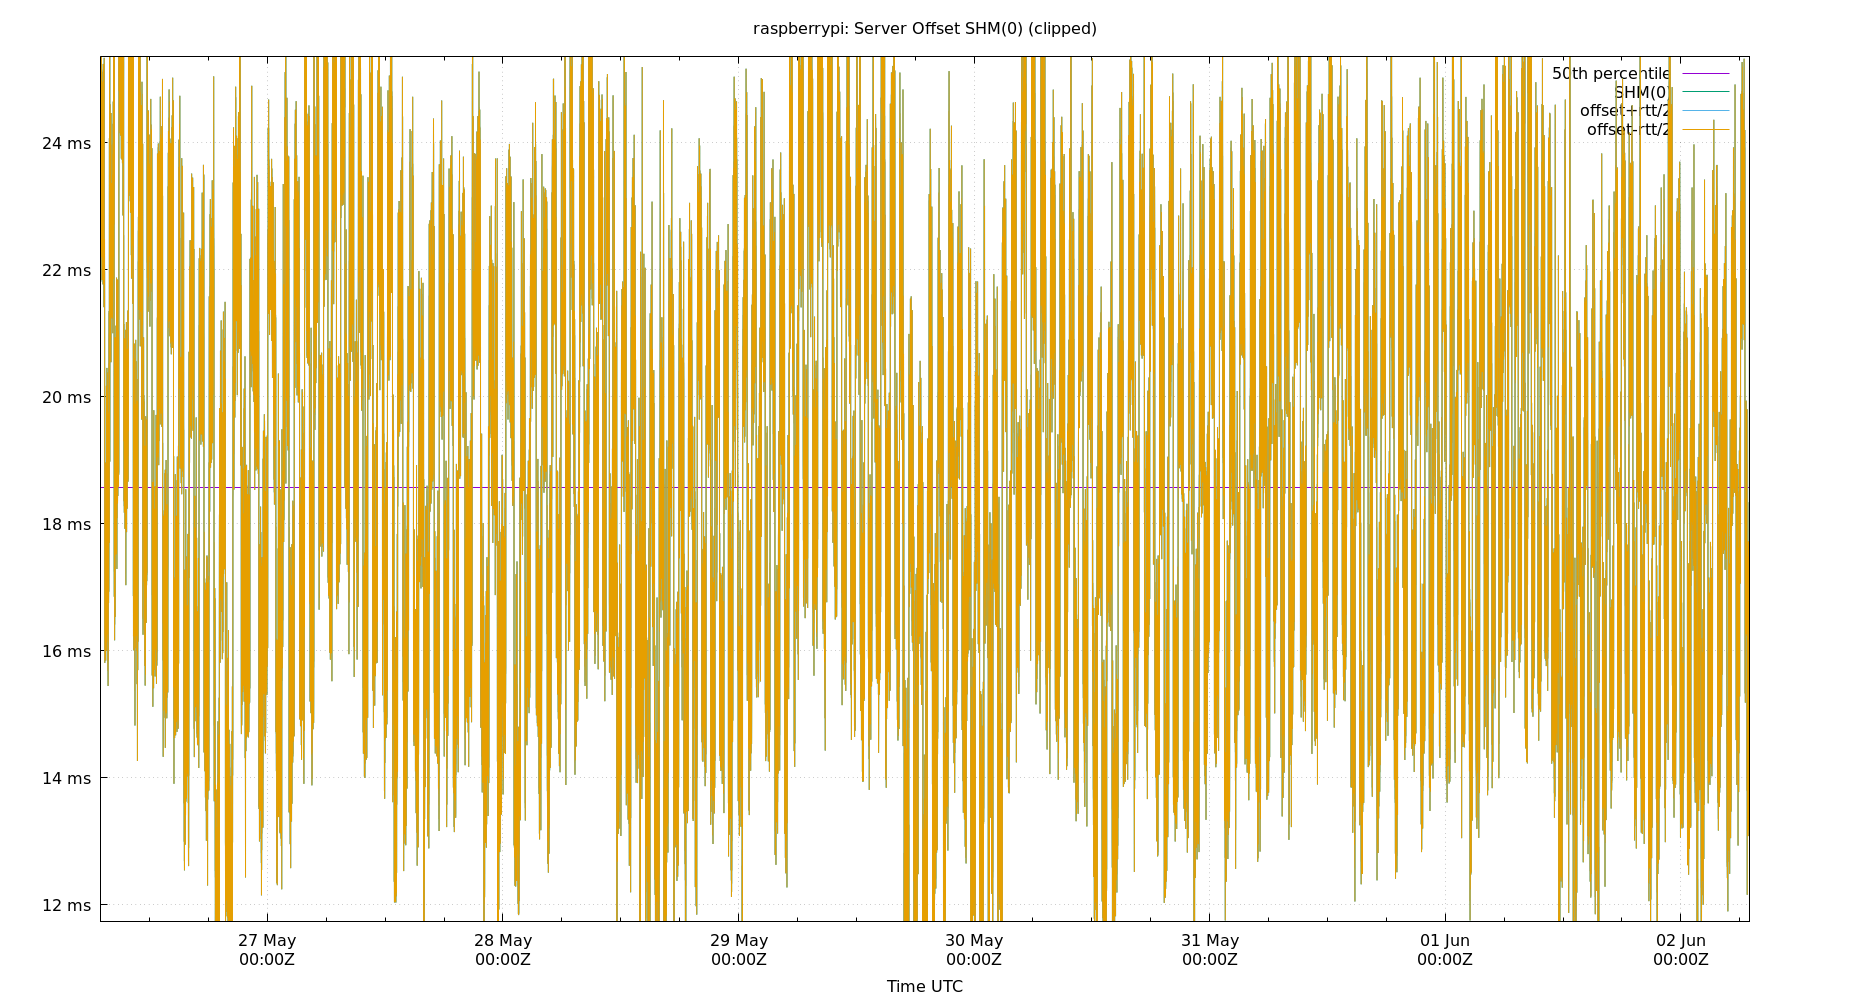 raspberrypi: Server Offset SHM(0) (clipped)
50th percentile
SHM(0)
offset+rtt/2
offset-rtt/2
24 ms
22 ms
20 ms
18 ms
16 ms
14 ms
12 ms
27 May
00:00Z
28 May
00:00Z
29 May
00:00Z
30 May
00:00Z
31 May
00:00Z
01 Jun
00:00Z
02 Jun
00:00Z
Time UTC